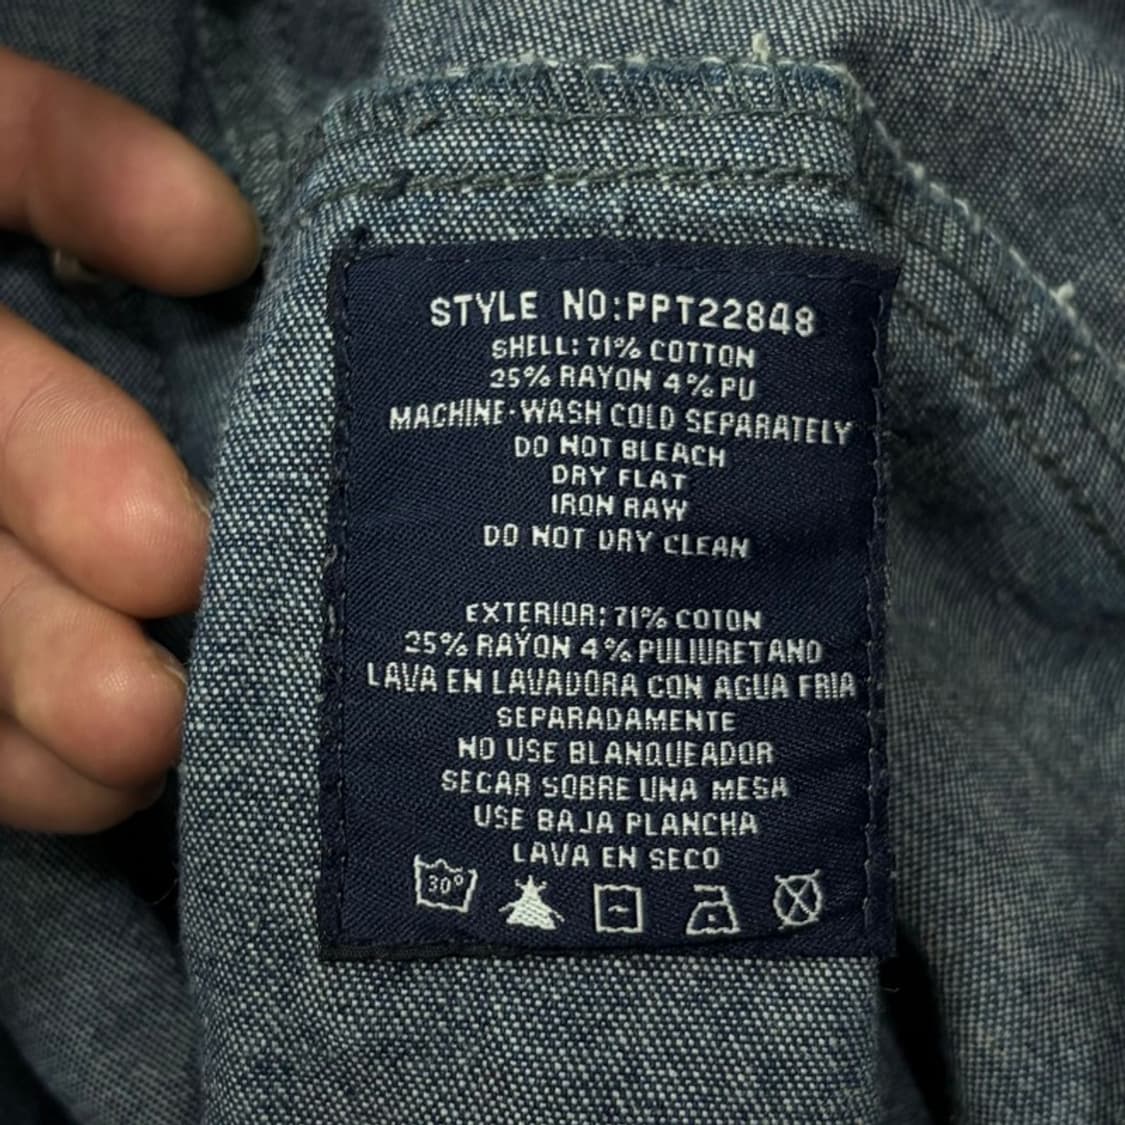 STYLE NO:PPT22848
SHELL: 71% COTTON
25% RAYON 4% PU
MACHINE-WASH COLD SEPARATELY
DO NOT BLEACH
DRY FLAT
IRON RAW
DO NOT DRY CLEAN
EXTERIOR: 71% COTON
25% RAYON 4% PULIURETANO
LAVA EN LAVADORA CON AGUA FRIA
SEPARADAMENTE
NO USE BLANQUEADOR
SECAR SOBRE UNA MESA
USE BAJA PLANCHA
LAVA EN SECO
30°